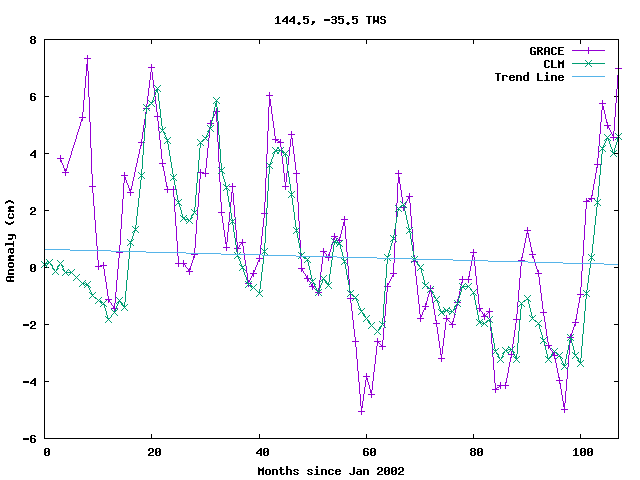 144.5, -35.5 TWS
GRACE
CLM
Trend Line
8
6
4
2
0
-2
-4
-6
Anomaly (cm)
0 20 40 60 80 100
Months since Jan 2002